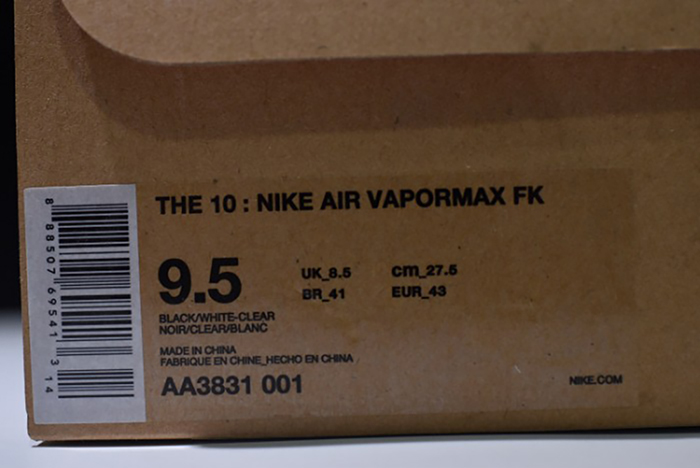 THE 10 : NIKE AIR VAPORMAX FK
9.5
UK_8.5 cm_27.5
BR_41 EUR_43
BLACK/WHITE-CLEAR
NOIR/CLEAR/BLANC
MADE IN CHINA
FABRIQUE EN CHINE_HECHO EN CHINA
AA3831 001
NIKE.COM
8 88507 69541 3 14